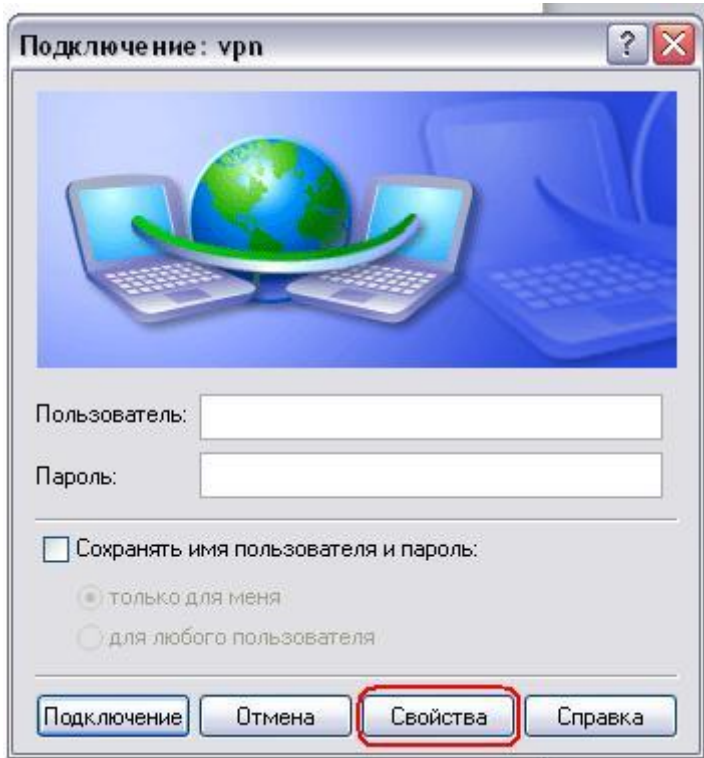 Подключение: vpn
Пользователь:
Пароль:
Сохранять имя пользователя и пароль:
только для меня
для любого пользователя
Подключение Отмена Свойства Справка